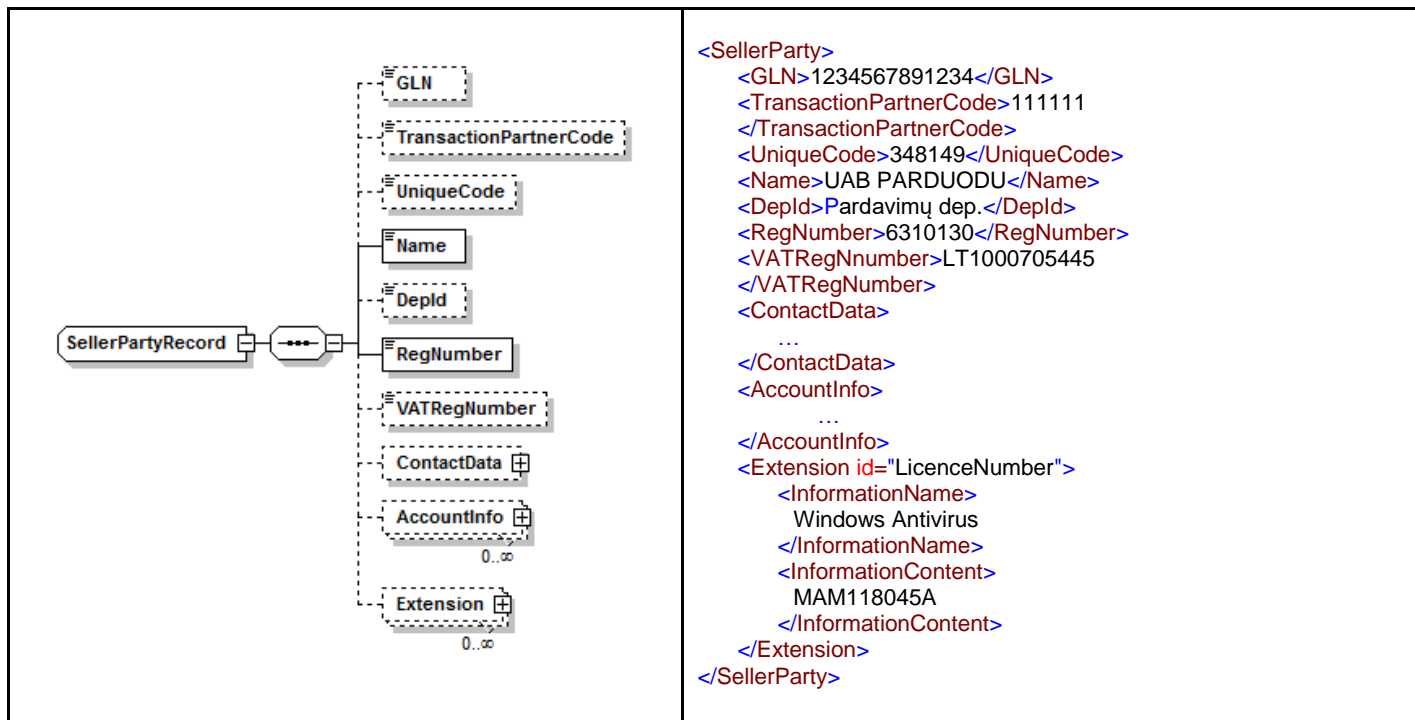 GLN
TransactionPartnerCode
UniqueCode
Name
DepId
SellerPartyRecord
RegNumber
VATRegNumber
ContactData
AccountInfo
0..∞
Extension
0..∞
<SellerParty>
<GLN>1234567891234</GLN>
<TransactionPartnerCode>111111
</TransactionPartnerCode>
<UniqueCode>348149</UniqueCode>
<Name>UAB PARDUODU</Name>
<DepId>Pardavimų dep.</DepId>
<RegNumber>6310130</RegNumber>
<VATRegNnumber>LT1000705445
</VATRegNumber>
<ContactData>
…
</ContactData>
<AccountInfo>
…
</AccountInfo>
<Extension id="LicenceNumber">
<InformationName>
Windows Antivirus
</InformationName>
<InformationContent>
MAM118045A
</InformationContent>
</Extension>
</SellerParty>